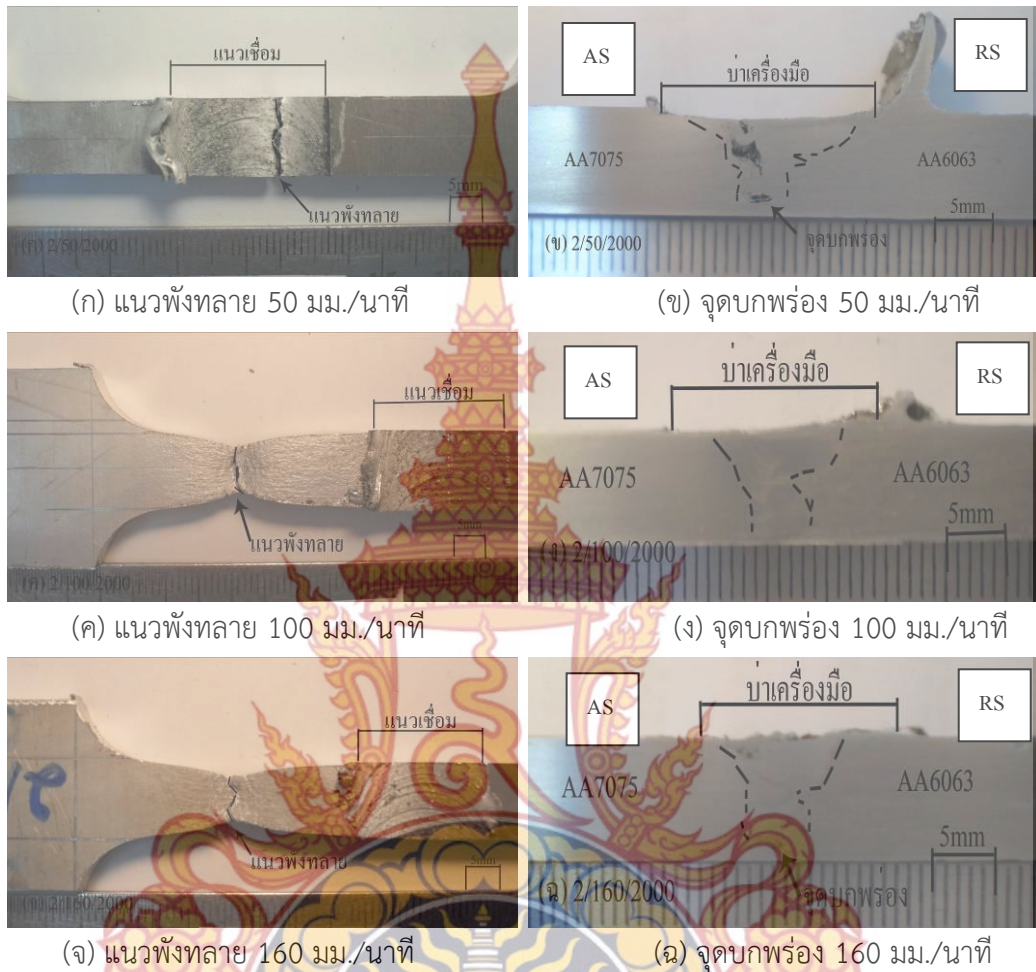 แนวเชื่อม
แนวพังทลาย
5mm
(ก) 2/50/2000
AS
RS
บ่าเครื่องมือ
AA7075
AA6063
5mm
(ข) 2/50/2000
จุดบกพร่อง
(ก) แนวพังทลาย 50 มม./นาที
(ข) จุดบกพร่อง 50 มม./นาที
แนวเชื่อม
แนวพังทลาย
5mm
(ค) 2/100/2000
AS
RS
บ่าเครื่องมือ
AA7075
AA6063
5mm
(ง) 2/100/2000
(ค) แนวพังทลาย 100 มม./นาที
(ง) จุดบกพร่อง 100 มม./นาที
แนวเชื่อม
แนวพังทลาย
5mm
(จ) 2/160/2000
AS
RS
บ่าเครื่องมือ
AA7075
AA6063
5mm
(ฉ) 2/160/2000
จุดบกพร่อง
(จ) แนวพังทลาย 160 มม./นาที
(ฉ) จุดบกพร่อง 160 มม./นาที